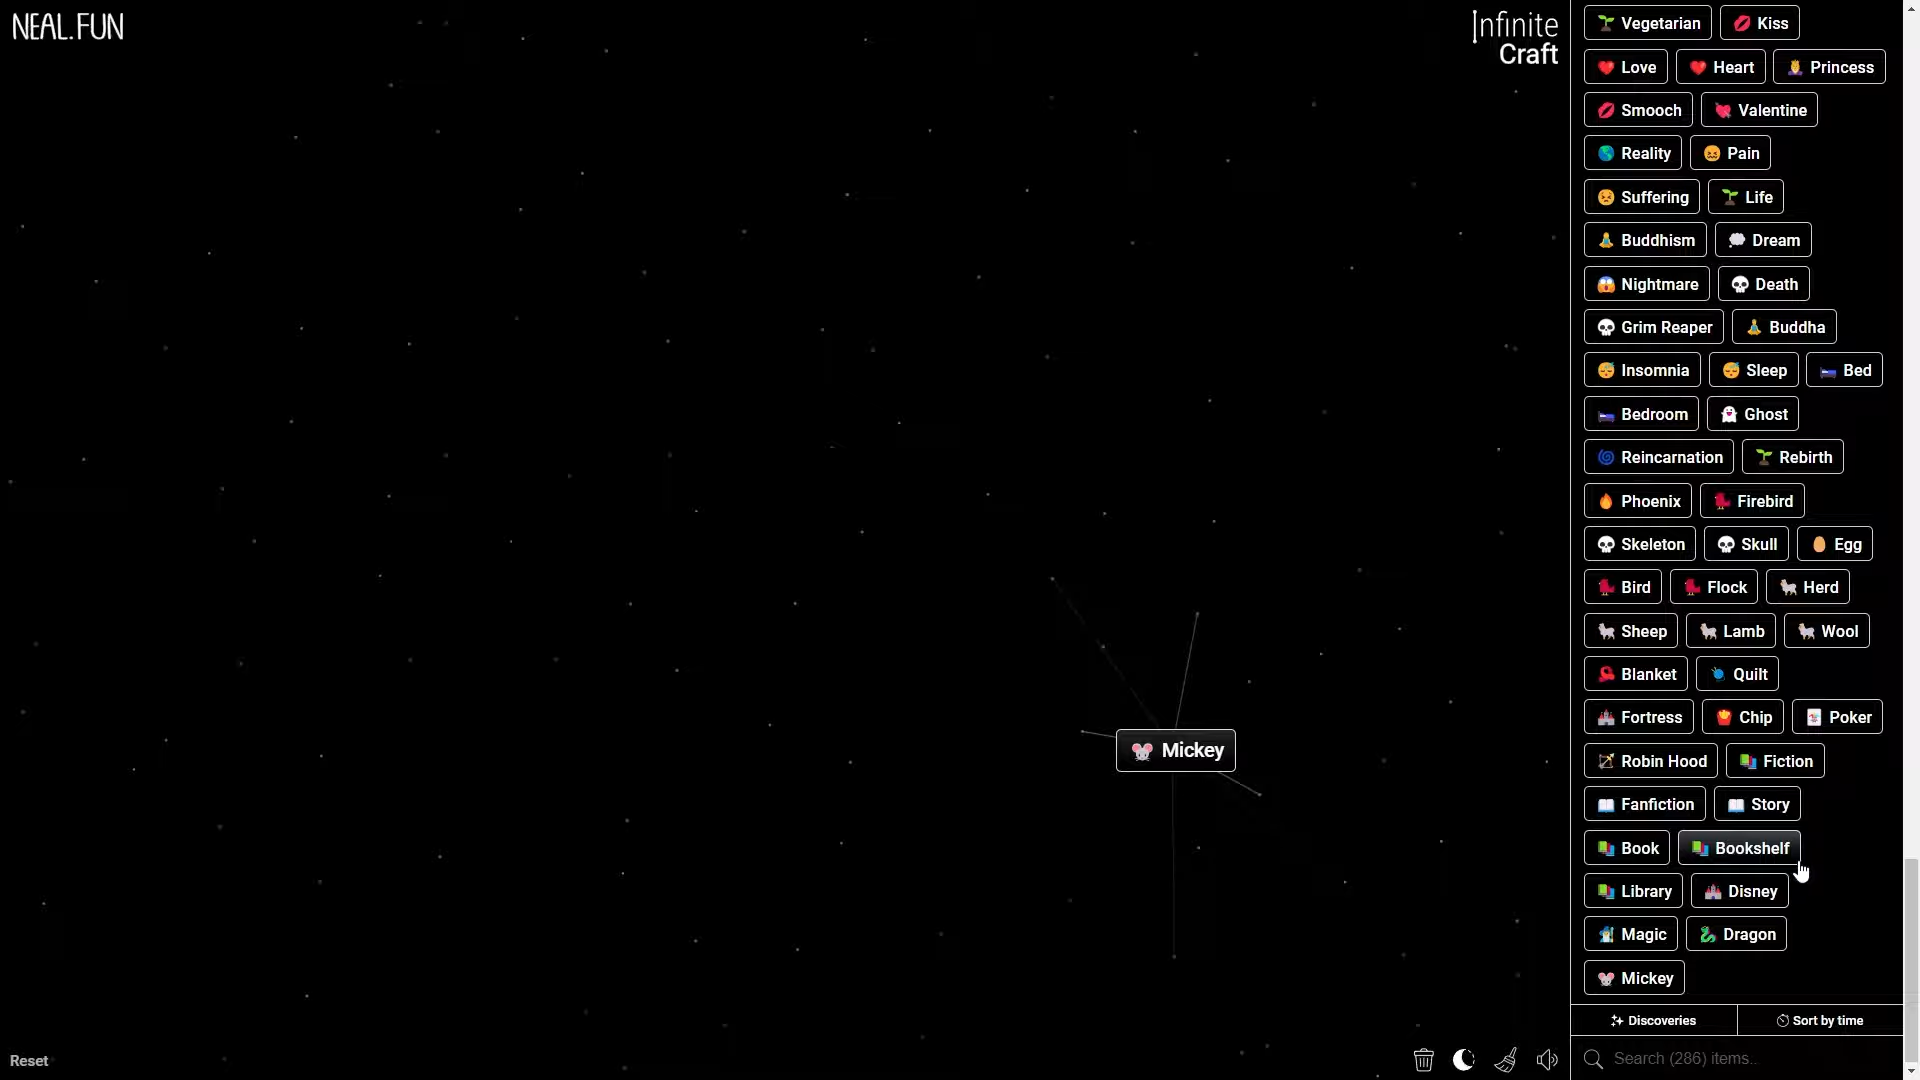 NEAL.FUN
Infinite
Craft
Vegetarian Kiss
Love Heart Princess
Smooch Valentine
Reality Pain
Suffering Life
Buddhism Dream
Nightmare Death
Grim Reaper Buddha
Insomnia Sleep Bed
Bedroom Ghost
Reincarnation Rebirth
Phoenix Firebird
Skeleton Skull Egg
Bird Flock Herd
Sheep Lamb Wool
Blanket Quilt
Fortress Chip Poker
Mickey
Robin Hood Fiction
Fanfiction Story
Book Bookshelf
Library Disney
Magic Dragon
Mickey
Discoveries Sort by time
Reset
Search (286) items..